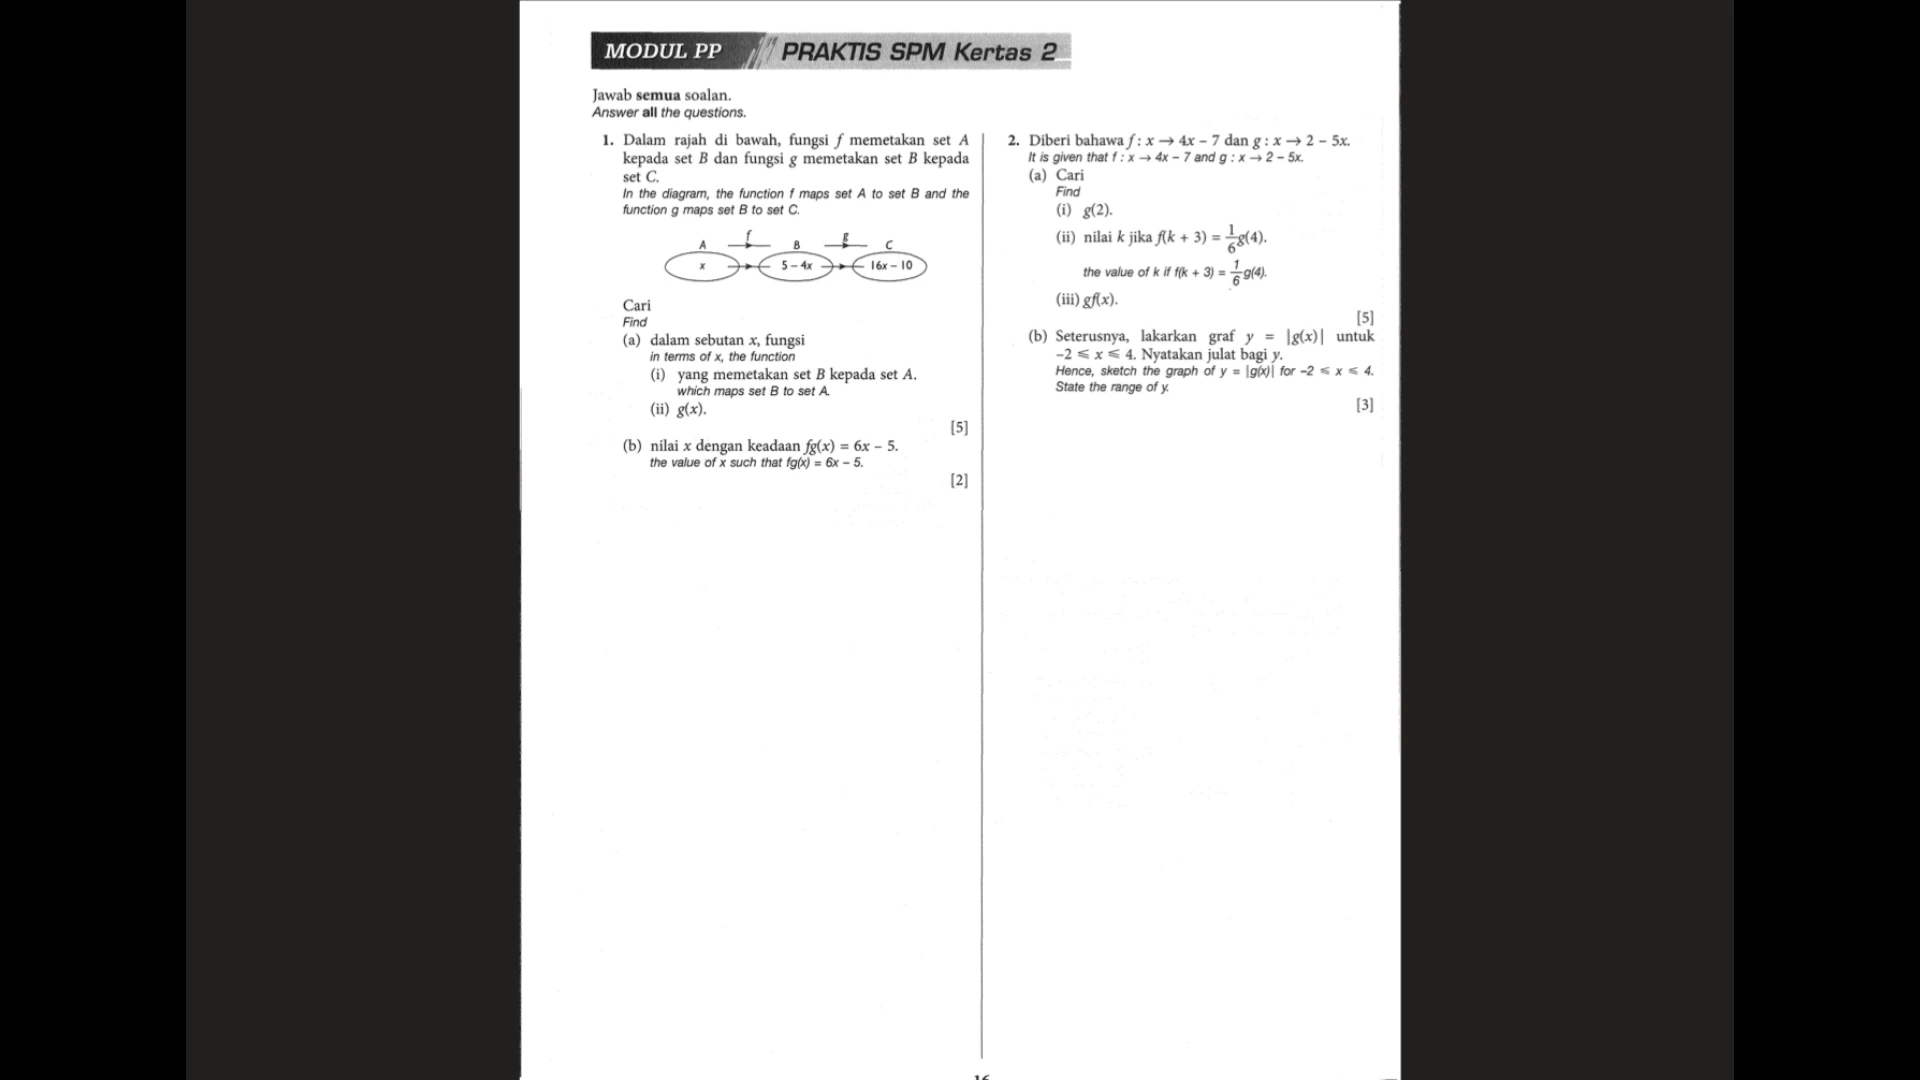 MODUL PP PRAKTIS SPM Kertas 2
Jawab semua soalan.
Answer all the questions.
1. Dalam rajah di bawah, fungsi f memetakan set A
kepada set B dan fungsi g memetakan set B kepada
set C.
In the diagram, the function f maps set A to set B and the
function g maps set B to set C.
A f B g C
x 5 – 4x 16x – 10
Cari
Find
(a) dalam sebutan x, fungsi
in terms of x, the function
(i) yang memetakan set B kepada set A.
which maps set B to set A.
(ii) g(x).
[5]
(b) nilai x dengan keadaan fg(x) = 6x – 5.
the value of x such that fg(x) = 6x – 5.
[2]
2. Diberi bahawa f : x → 4x – 7 dan g : x → 2 – 5x.
It is given that f : x → 4x – 7 and g : x → 2 – 5x.
(a) Cari
Find
(i) g(2).
(ii) nilai k jika f(k + 3) = 1/6 g(4).
the value of k if f(k + 3) = 1/6 g(4).
(iii) gf(x).
[5]
(b) Seterusnya, lakarkan graf y = |g(x)| untuk
–2 ⩽ x ⩽ 4. Nyatakan julat bagi y.
Hence, sketch the graph of y = |g(x)| for –2 ⩽ x ⩽ 4.
State the range of y.
[3]